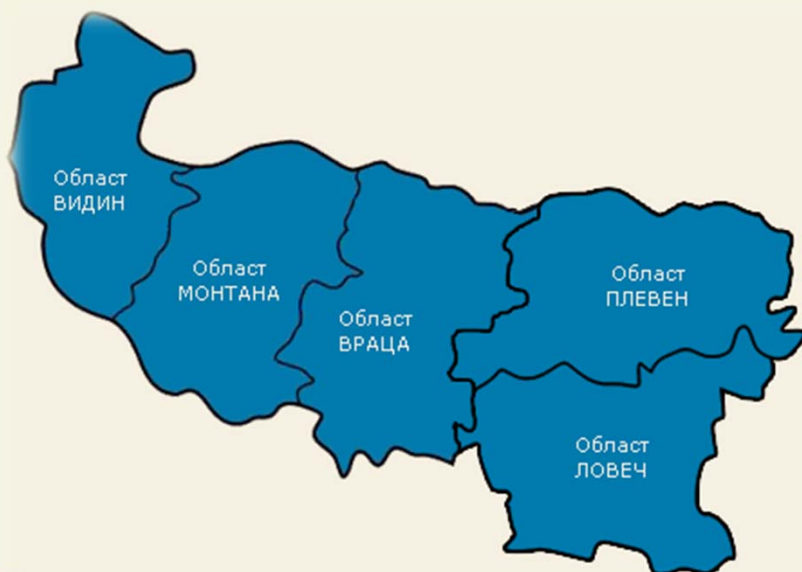 Област
ВИДИН
Област
МОНТАНА
Област
ВРАЦА
Област
ПЛЕВЕН
Област
ЛОВЕЧ